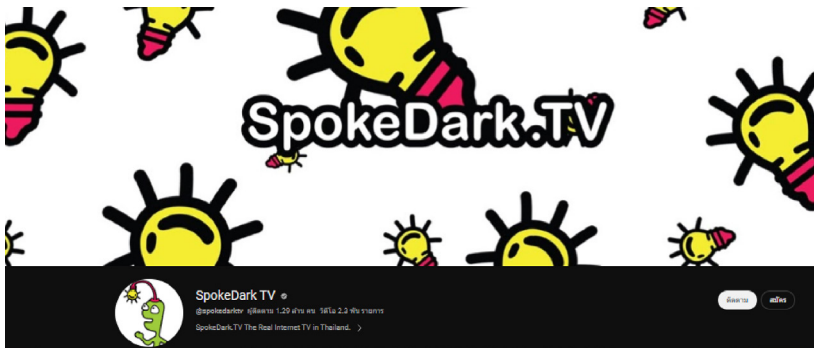 SpokeDark.TV
SpokeDark TV
@spokedarktv ผู้ติดตาม 1.29 ล้าน คน วิดีโอ 2.3 พัน รายการ
SpokeDark.TV The Real Internet TV in Thailand.
ติดตาม
สมัคร